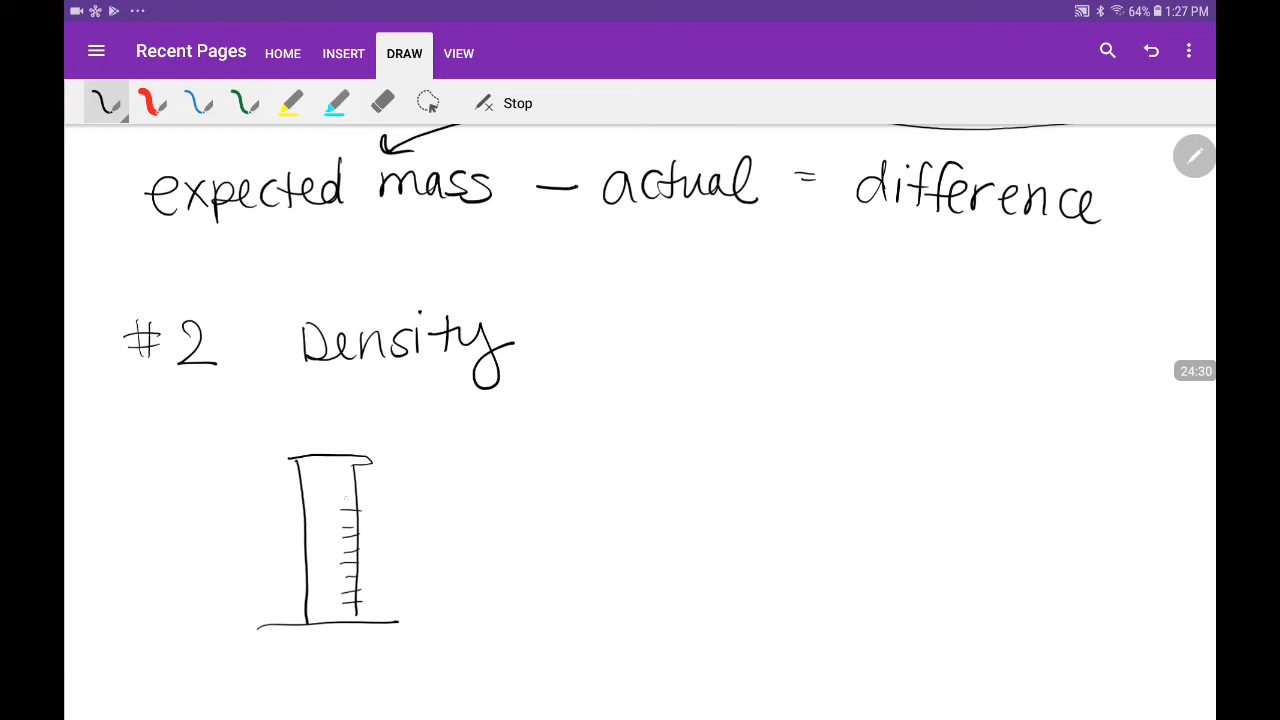 64% 1:27 PM
Recent Pages HOME INSERT DRAW VIEW
Stop
expected mass - actual = difference
#2 Density
24:30